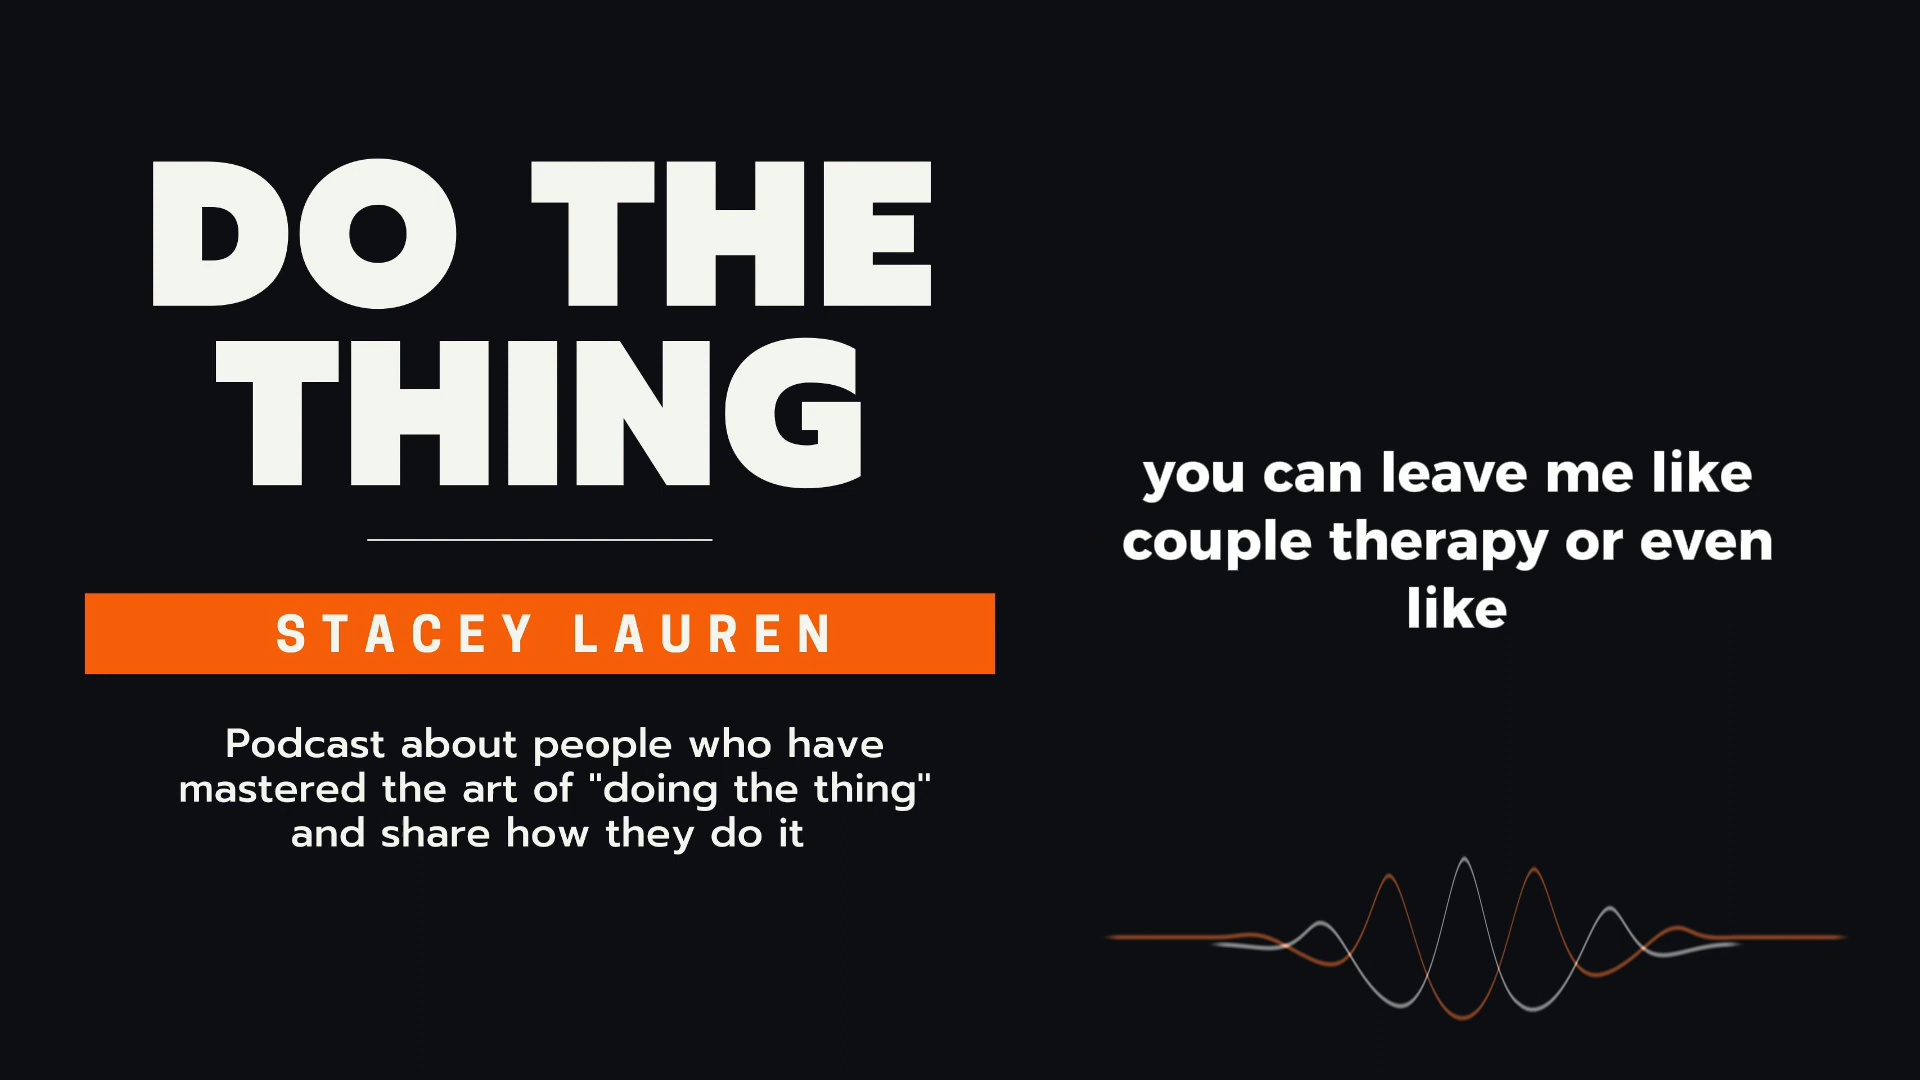 DO THE
THING
STACEY LAUREN
Podcast about people who have
mastered the art of "doing the thing"
and share how they do it
you can leave me like
couple therapy or even
like